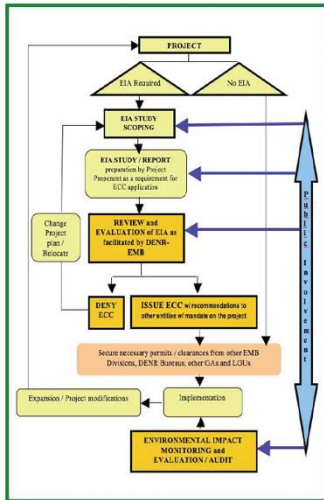 PROJECT
EIA Required
No EIA
EIA STUDY
SCOPING
EIA STUDY / REPORT
preparation by Project
Proponent as a requirement for
ECC application
Change
Project
plan /
Relocate
REVIEW and
EVALUATION of EIA as
facilitated by DENR-
EMB
DENY
ECC
ISSUE ECC w/ recommendations to
other entities w/ mandate on the project
Secure necessary permits / clearances from other EMB
Divisions, DENR Bureaus, other GAs and LGUs
Expansion / Project modifications
Implementation
ENVIRONMENTAL IMPACT
MONITORING and
EVALUATION / AUDIT
Public Involvement